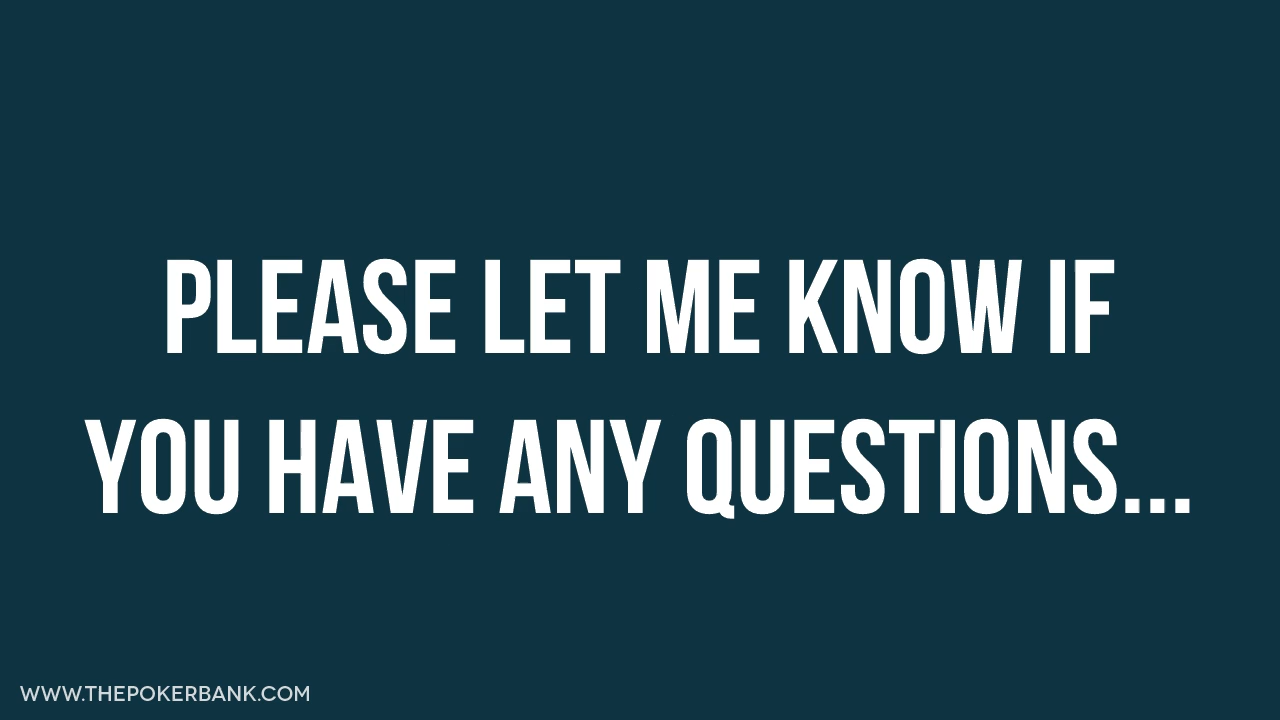 PLEASE LET ME KNOW IF
YOU HAVE ANY QUESTIONS...
WWW.THEPOKERBANK.COM